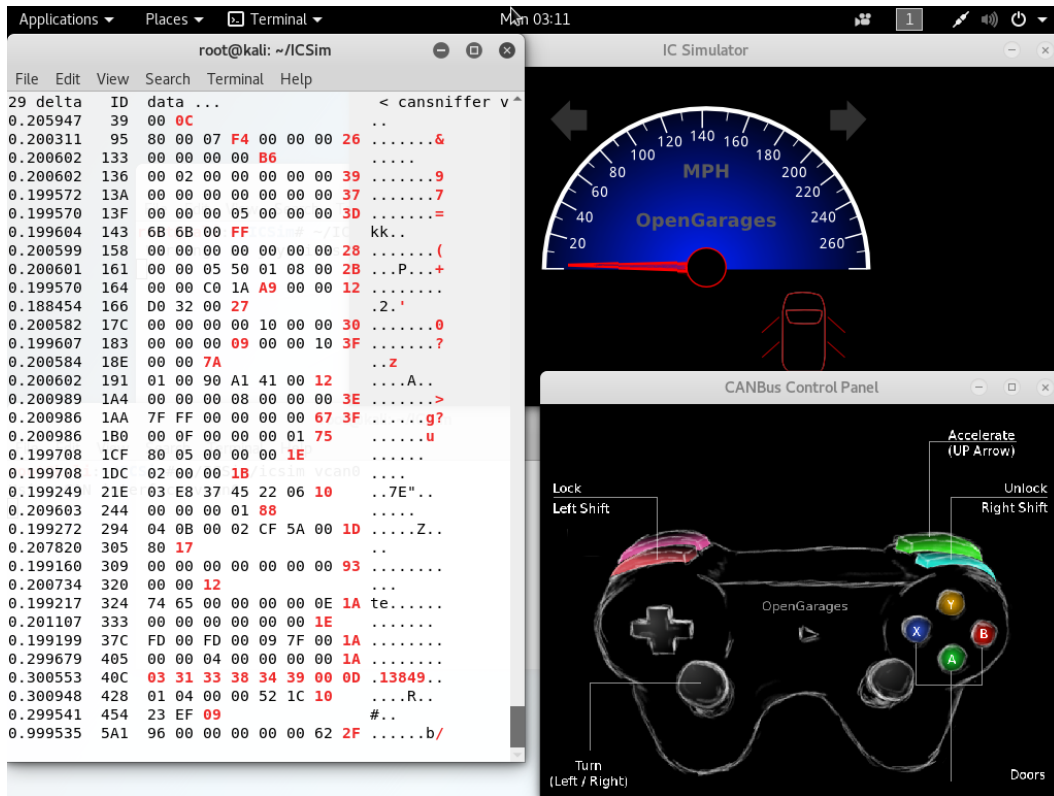 Applications Places Terminal Mon 03:11 1
root@kali: ~/ICSim
File Edit View Search Terminal Help
29 delta ID data ... < cansniffer v
0.205947 39 00 0C ..
0.200311 95 80 00 07 F4 00 00 00 26 .......&
0.200602 133 00 00 00 00 B6 .....
0.200602 136 00 02 00 00 00 00 00 39 .......9
0.199572 13A 00 00 00 00 00 00 00 37 .......7
0.199570 13F 00 00 00 05 00 00 00 3D .......=
0.199604 143 6B 6B 00 FF kk..
0.200599 158 00 00 00 00 00 00 00 28 .......(
0.200601 161 00 00 05 50 01 08 00 2B ...P...+
0.199570 164 00 00 C0 1A A9 00 00 12 ........
0.188454 166 D0 32 00 27 .2.'
0.200582 17C 00 00 00 00 10 00 00 30 .......0
0.199607 183 00 00 00 09 00 00 10 3F .......?
0.200584 18E 00 00 7A ..z
0.200602 191 01 00 90 A1 41 00 12 ....A..
0.200989 1A4 00 00 00 08 00 00 00 3E .......>
0.200986 1AA 7F FF 00 00 00 00 67 3F ......g?
0.200986 1B0 00 0F 00 00 00 01 75 ......u
0.199708 1CF 80 05 00 00 00 1E ......
0.199708 1DC 02 00 00 1B ....
0.199249 21E 03 E8 37 45 22 06 10 ..7E"..
0.209603 244 00 00 00 01 88 .....
0.199272 294 04 0B 00 02 CF 5A 00 1D .....Z..
0.207820 305 80 17 ..
0.199160 309 00 00 00 00 00 00 00 93 ........
0.200734 320 00 00 12 ...
0.199217 324 74 65 00 00 00 00 0E 1A te......
0.201107 333 00 00 00 00 00 00 1E .......
0.199199 37C FD 00 FD 00 09 7F 00 1A ........
0.299679 405 00 00 04 00 00 00 00 1A ........
0.300553 40C 03 31 33 38 34 39 00 0D .13849..
0.300948 428 01 04 00 00 52 1C 10 ....R..
0.299541 454 23 EF 09 #..
0.999535 5A1 96 00 00 00 00 00 62 2F ......b/
IC Simulator
20 40 60 80 100 120 140 160 180 200 220 240 260
MPH
OpenGarages
CANBus Control Panel
Accelerate
(UP Arrow)
Lock
Left Shift
Unlock
Right Shift
OpenGarages
Y
X
B
A
Turn
(Left / Right)
Doors